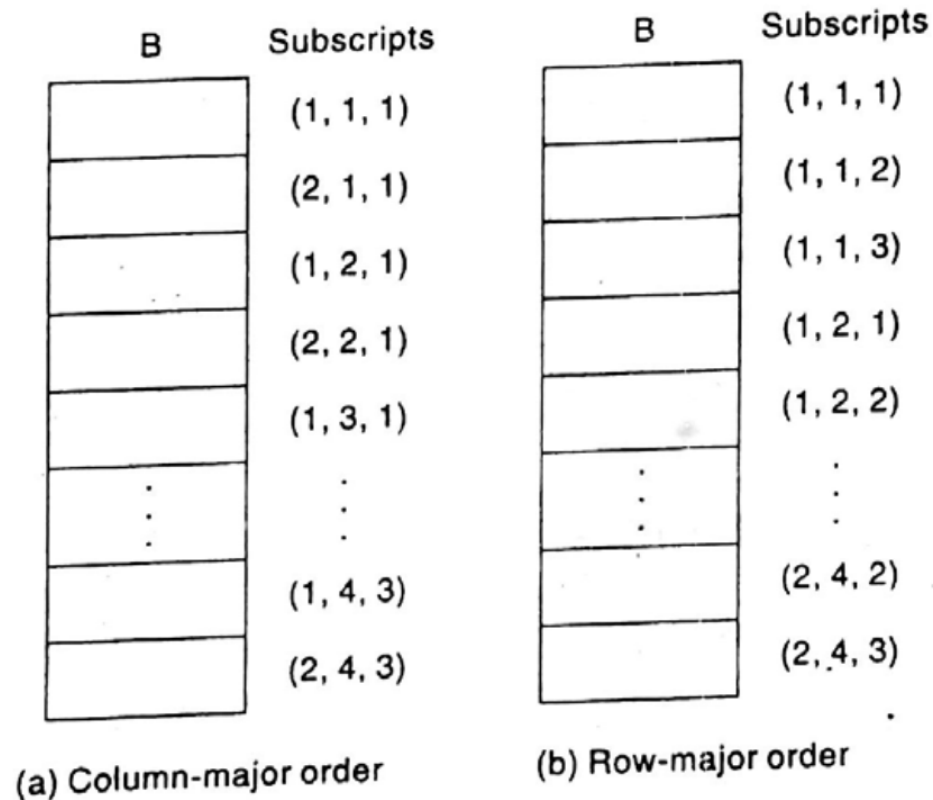 B Subscripts
(1, 1, 1)
(2, 1, 1)
(1, 2, 1)
(2, 2, 1)
(1, 3, 1)
(1, 4, 3)
(2, 4, 3)
(a) Column-major order
B Subscripts
(1, 1, 1)
(1, 1, 2)
(1, 1, 3)
(1, 2, 1)
(1, 2, 2)
(2, 4, 2)
(2, 4, 3)
(b) Row-major order